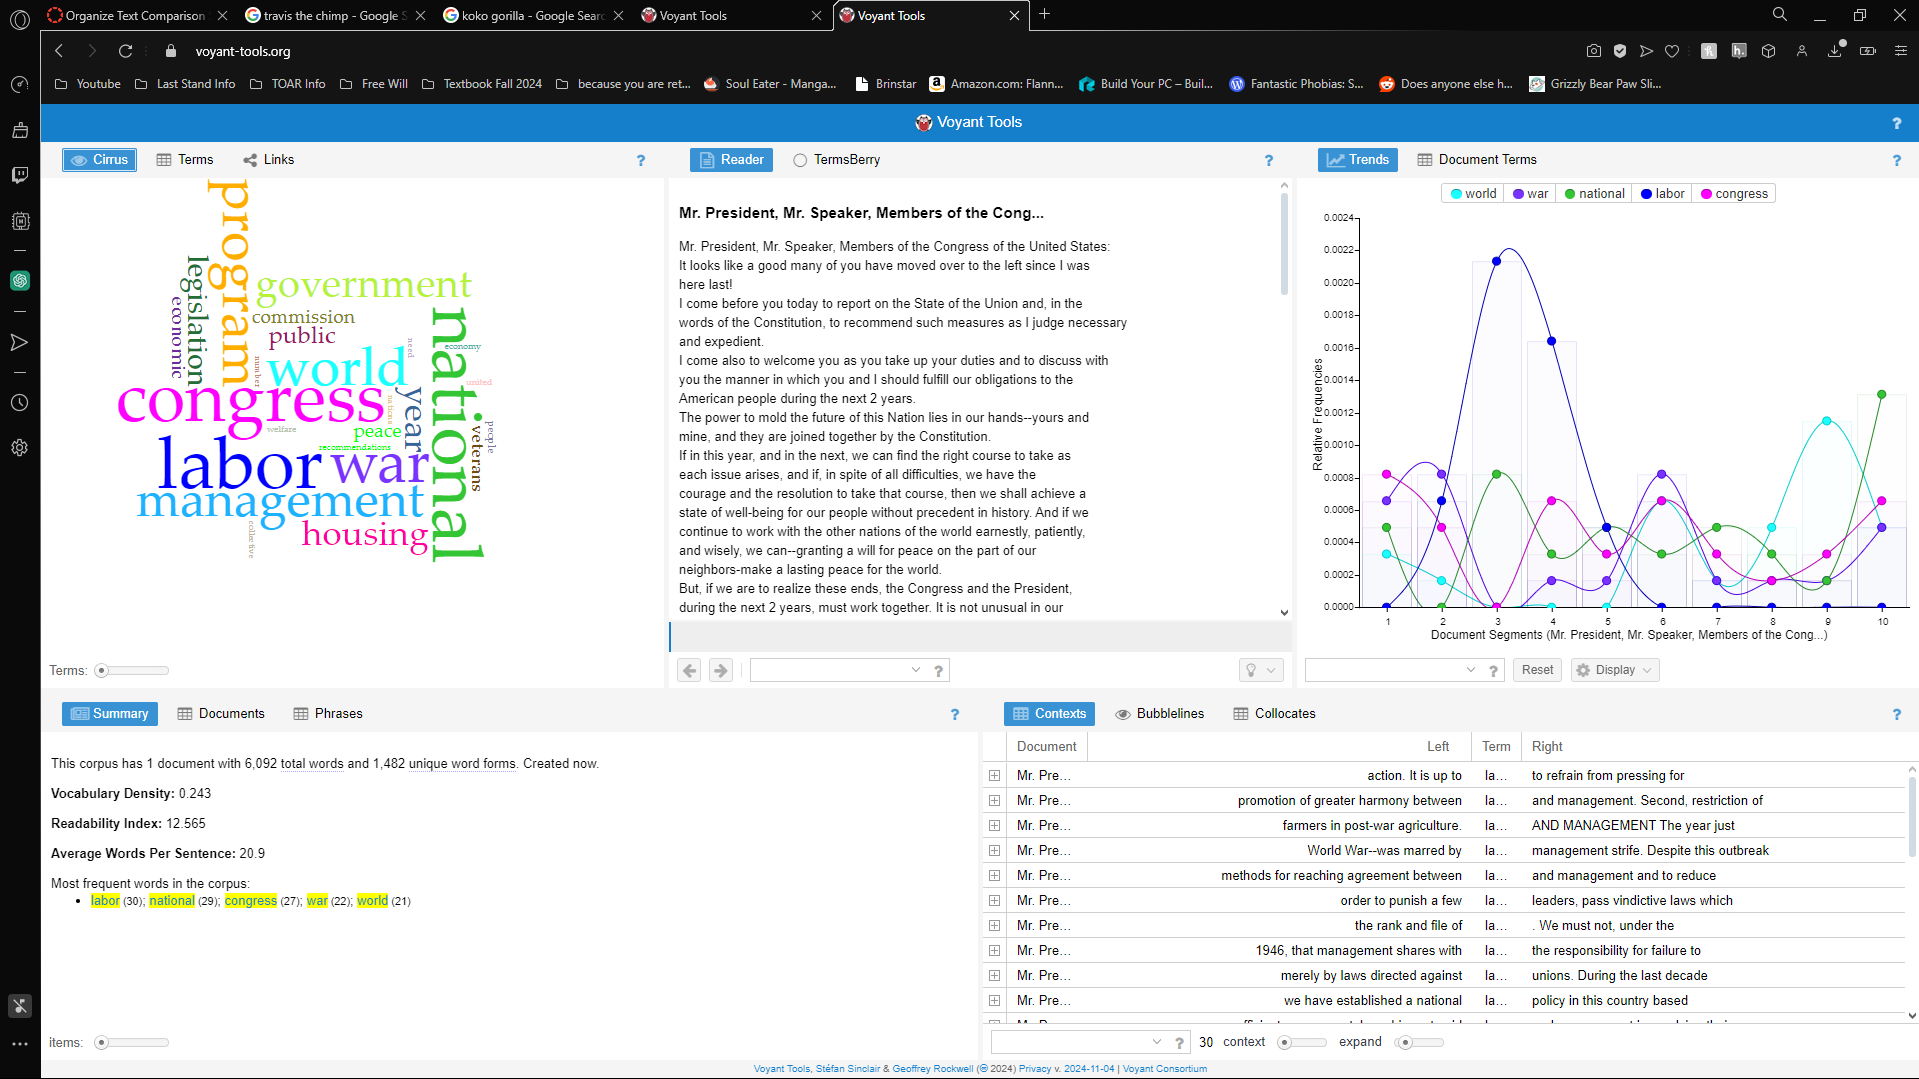 Organize Text Comparison
travis the chimp - Google S
koko gorilla - Google Searc
Voyant Tools
Voyant Tools
voyant-tools.org
Youtube
Last Stand Info
TOAR Info
Free Will
Textbook Fall 2024
because you are ret...
Soul Eater - Manga...
Brinstar
Amazon.com: Flann...
Build Your PC – Buil...
Fantastic Phobias: S...
Does anyone else h...
Grizzly Bear Paw Sli...
Voyant Tools
?
Cirrus
Terms
Links
?
program
legislation
economic
government
commission
public
need
economy
number
world
united
congress
nations
year
national
welfare
peace
people
veterans
recommendations
labor
war
management
collective
housing
Terms:
Reader
TermsBerry
?
Mr. President, Mr. Speaker, Members of the Cong...
Mr. President, Mr. Speaker, Members of the Congress of the United States:
It looks like a good many of you have moved over to the left since I was
here last!
I come before you today to report on the State of the Union and, in the
words of the Constitution, to recommend such measures as I judge necessary
and expedient.
I come also to welcome you as you take up your duties and to discuss with
you the manner in which you and I should fulfill our obligations to the
American people during the next 2 years.
The power to mold the future of this Nation lies in our hands--yours and
mine, and they are joined together by the Constitution.
If in this year, and in the next, we can find the right course to take as
each issue arises, and if, in spite of all difficulties, we have the
courage and the resolution to take that course, then we shall achieve a
state of well-being for our people without precedent in history. And if we
continue to work with the other nations of the world earnestly, patiently,
and wisely, we can--granting a will for peace on the part of our
neighbors-make a lasting peace for the world.
But, if we are to realize these ends, the Congress and the President,
during the next 2 years, must work together. It is not unusual in our
?
Trends
Document Terms
?
world
war
national
labor
congress
0.0024
0.0022
0.0020
0.0018
0.0016
0.0014
0.0012
0.0010
0.0008
0.0006
0.0004
0.0002
0.0000
Relative Frequencies
1 2 3 4 5 6 7 8 9 10
Document Segments (Mr. President, Mr. Speaker, Members of the Cong...)
?
Reset
Display
Summary
Documents
Phrases
?
This corpus has 1 document with 6,092 total words and 1,482 unique word forms. Created now.
Vocabulary Density: 0.243
Readability Index: 12.565
Average Words Per Sentence: 20.9
Most frequent words in the corpus:
labor (30); national (29); congress (27); war (22); world (21)
items:
Contexts
Bubblelines
Collocates
?
Document Left Term Right
Mr. Pre... action. It is up to la... to refrain from pressing for
Mr. Pre... promotion of greater harmony between la... and management. Second, restriction of
Mr. Pre... farmers in post-war agriculture. la... AND MANAGEMENT The year just
Mr. Pre... World War--was marred by la... management strife. Despite this outbreak
Mr. Pre... methods for reaching agreement between la... and management and to reduce
Mr. Pre... order to punish a few la... leaders, pass vindictive laws which
Mr. Pre... the rank and file of la... . We must not, under the
Mr. Pre... 1946, that management shares with la... the responsibility for failure to
Mr. Pre... merely by laws directed against la... unions. During the last decade
Mr. Pre... we have established a national la... policy in this country based
? 30 context expand
Voyant Tools, Stéfan Sinclair & Geoffrey Rockwell (© 2024) Privacy v. 2024-11-04 | Voyant Consortium